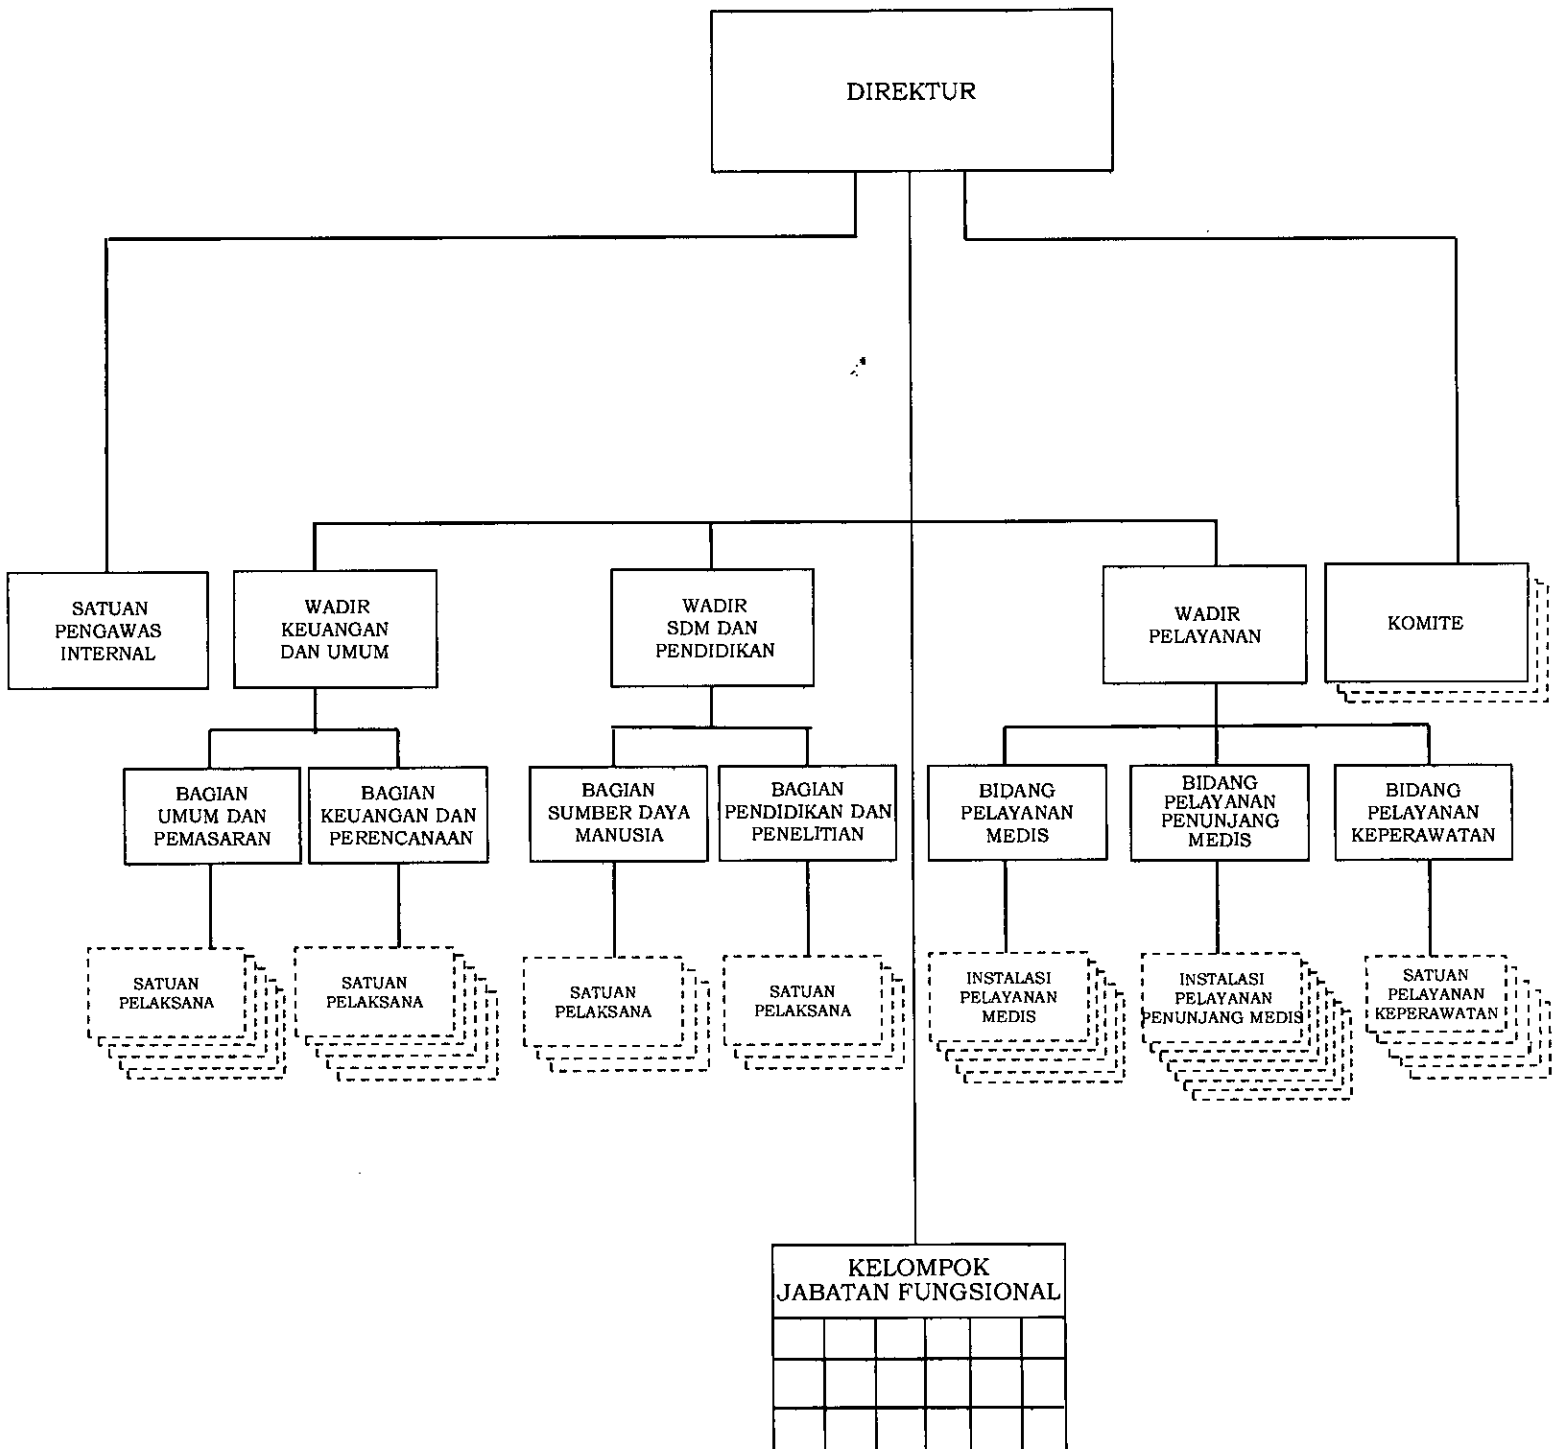 DIREKTUR
SATUAN
PENGAWAS
INTERNAL
WADIR
KEUANGAN
DAN UMUM
WADIR
SDM DAN
PENDIDIKAN
WADIR
PELAYANAN
KOMITE
BAGIAN
UMUM DAN
PEMASARAN
BAGIAN
KEUANGAN DAN
PERENCANAAN
BAGIAN
SUMBER DAYA
MANUSIA
BAGIAN
PENDIDIKAN DAN
PENELITIAN
BIDANG
PELAYANAN
MEDIS
BIDANG
PELAYANAN
PENUNJANG
MEDIS
BIDANG
PELAYANAN
KEPERAWATAN
SATUAN
PELAKSANA
SATUAN
PELAKSANA
SATUAN
PELAKSANA
SATUAN
PELAKSANA
INSTALASI
PELAYANAN
MEDIS
INSTALASI
PELAYANAN
PENUNJANG MEDIS
SATUAN
PELAYANAN
KEPERAWATAN
KELOMPOK
JABATAN FUNGSIONAL